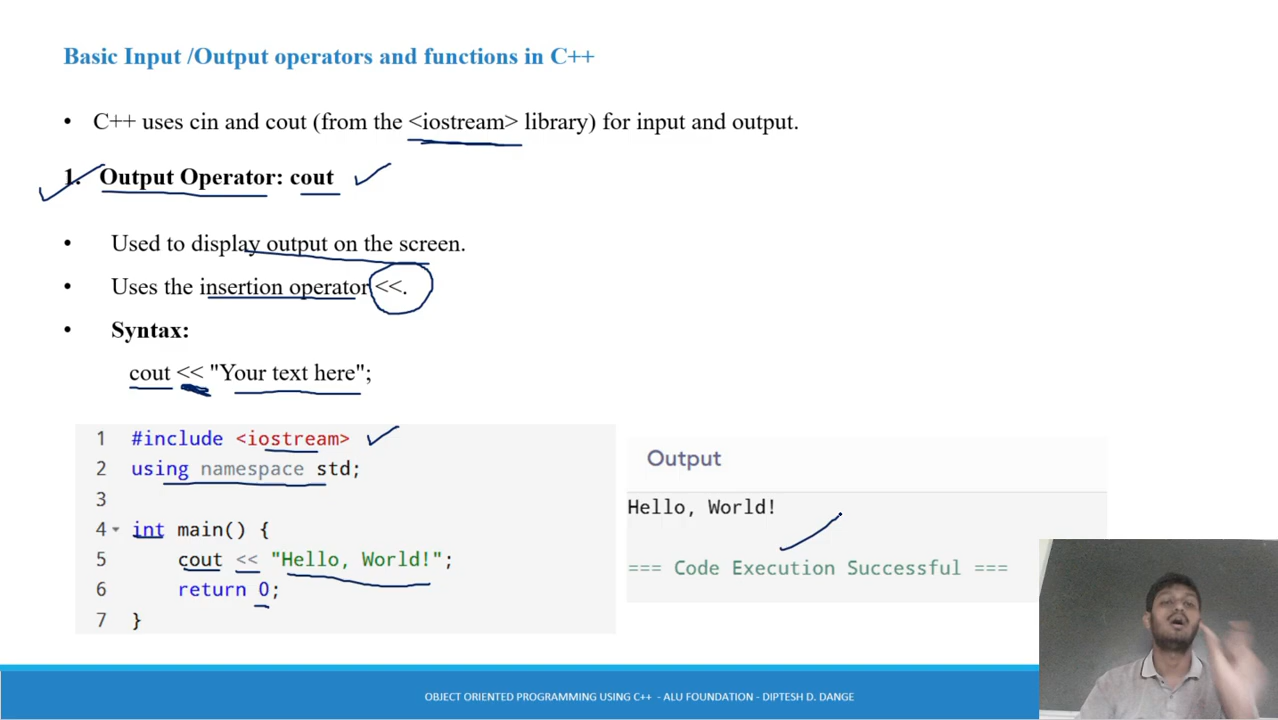 Basic Input /Output operators and functions in C++
• C++ uses cin and cout (from the <iostream> library) for input and output.
1. Output Operator: cout
• Used to display output on the screen.
• Uses the insertion operator <<.
• Syntax:
cout << "Your text here";
1 #include <iostream>
2 using namespace std;
3
4 int main() {
5 cout << "Hello, World!";
6 return 0;
7 }
Output
Hello, World!
=== Code Execution Successful ===
OBJECT ORIENTED PROGRAMMING USING C++ - ALU FOUNDATION - DIPTESH D. DANGE